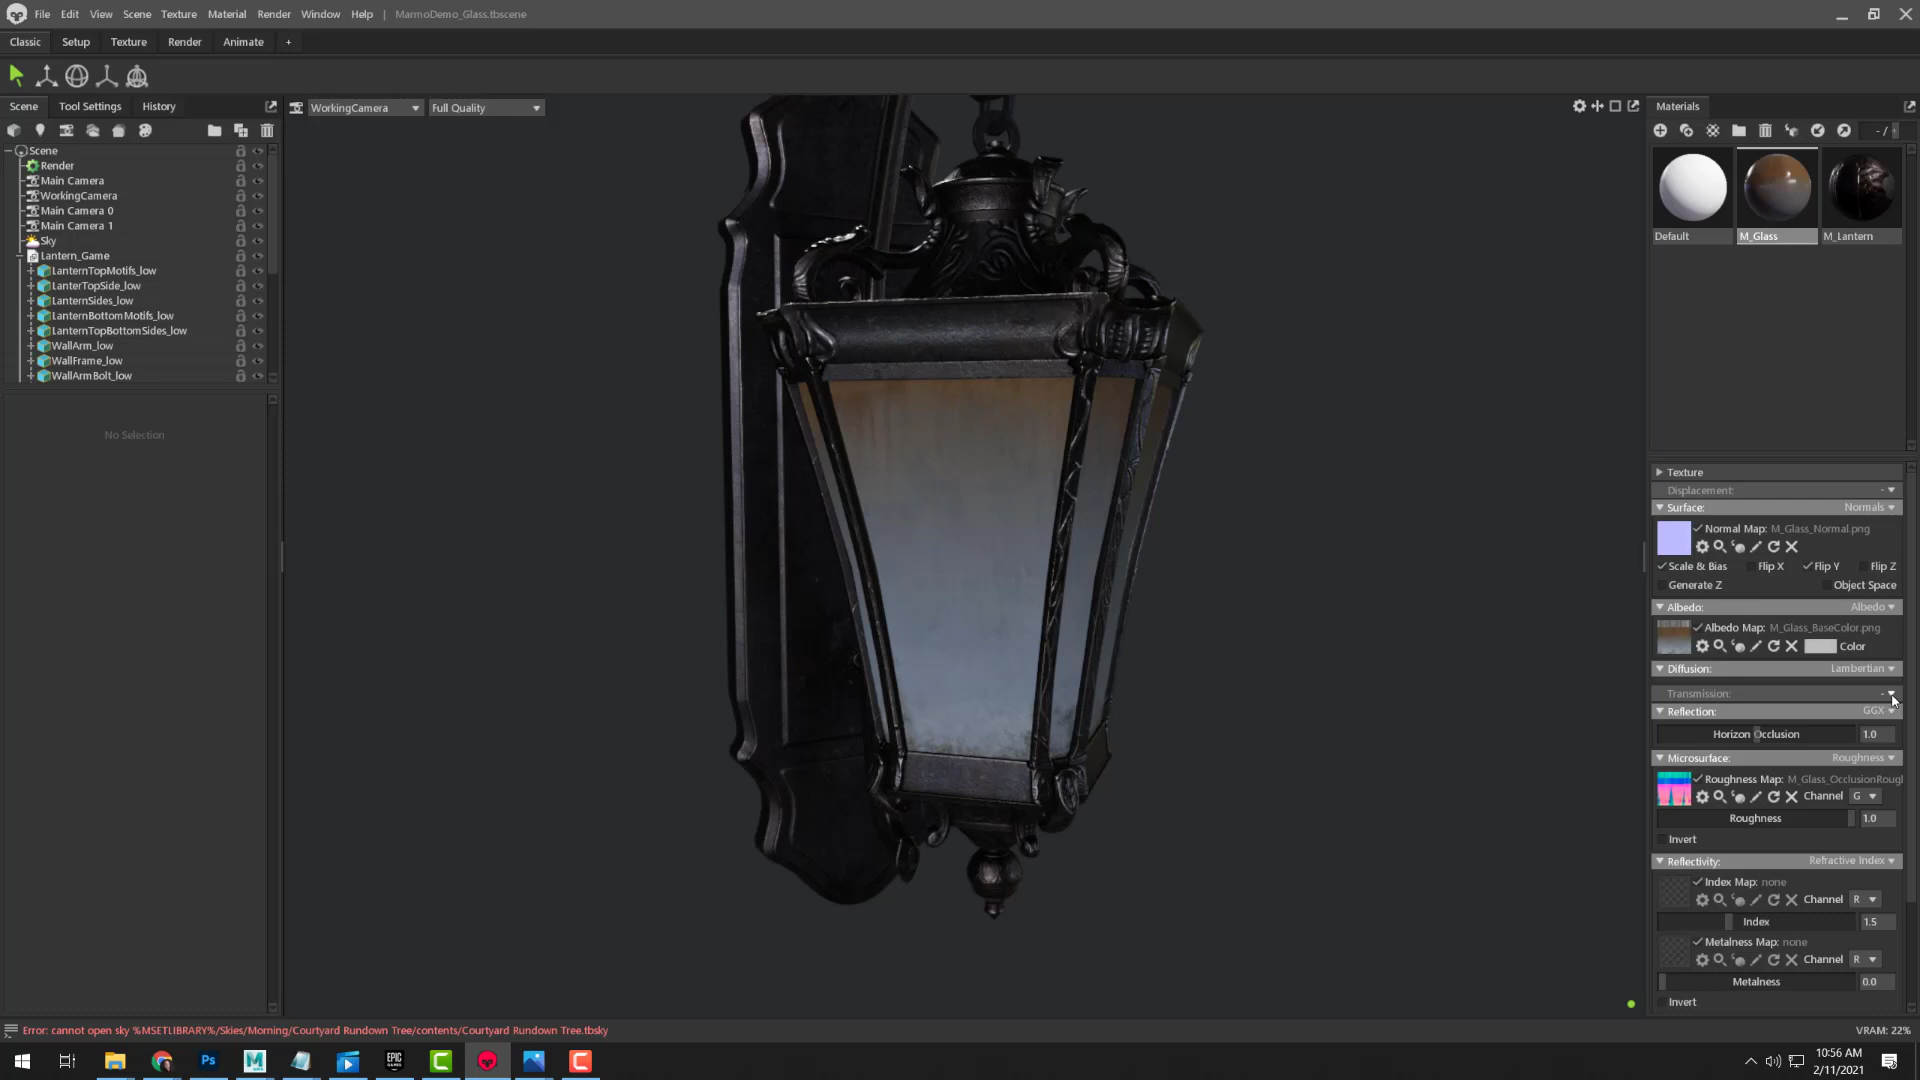 File Edit View Scene Texture Material Render Window Help MarmoDemo_Glass.tbscene
Classic Setup Texture Render Animate +
Scene Tool Settings History
WorkingCamera Full Quality
Materials
- /
Scene
Render
Main Camera
WorkingCamera
Main Camera 0
Main Camera 1
Sky
Lantern_Game
LanternTopMotifs_low
LanterTopSide_low
LanternSides_low
LanternBottomMotifs_low
LanternTopBottomSides_low
WallArm_low
WallFrame_low
WallArmBolt_low
No Selection
Default M_Glass M_Lantern
Texture
Displacement: -
Surface: Normals
Normal Map: M_Glass_Normal.png
Scale & Bias Flip X Flip Y Flip Z
Generate Z Object Space
Albedo: Albedo
Albedo Map: M_Glass_BaseColor.png
Color
Diffusion: Lambertian
Transmission: -
Reflection: GGX
Horizon Occlusion 1.0
Microsurface: Roughness
Roughness Map: M_Glass_OcclusionRough
Channel G
Roughness 1.0
Invert
Reflectivity: Refractive Index
Index Map: none
Channel R
Index 1.5
Metalness Map: none
Channel R
Metalness 0.0
Invert
Error: cannot open sky %MSETLIBRARY%/Skies/Morning/Courtyard Rundown Tree/contents/Courtyard Rundown Tree.tbsky
VRAM: 22%
Ps M EPIC GAMES C C
10:56 AM
2/11/2021